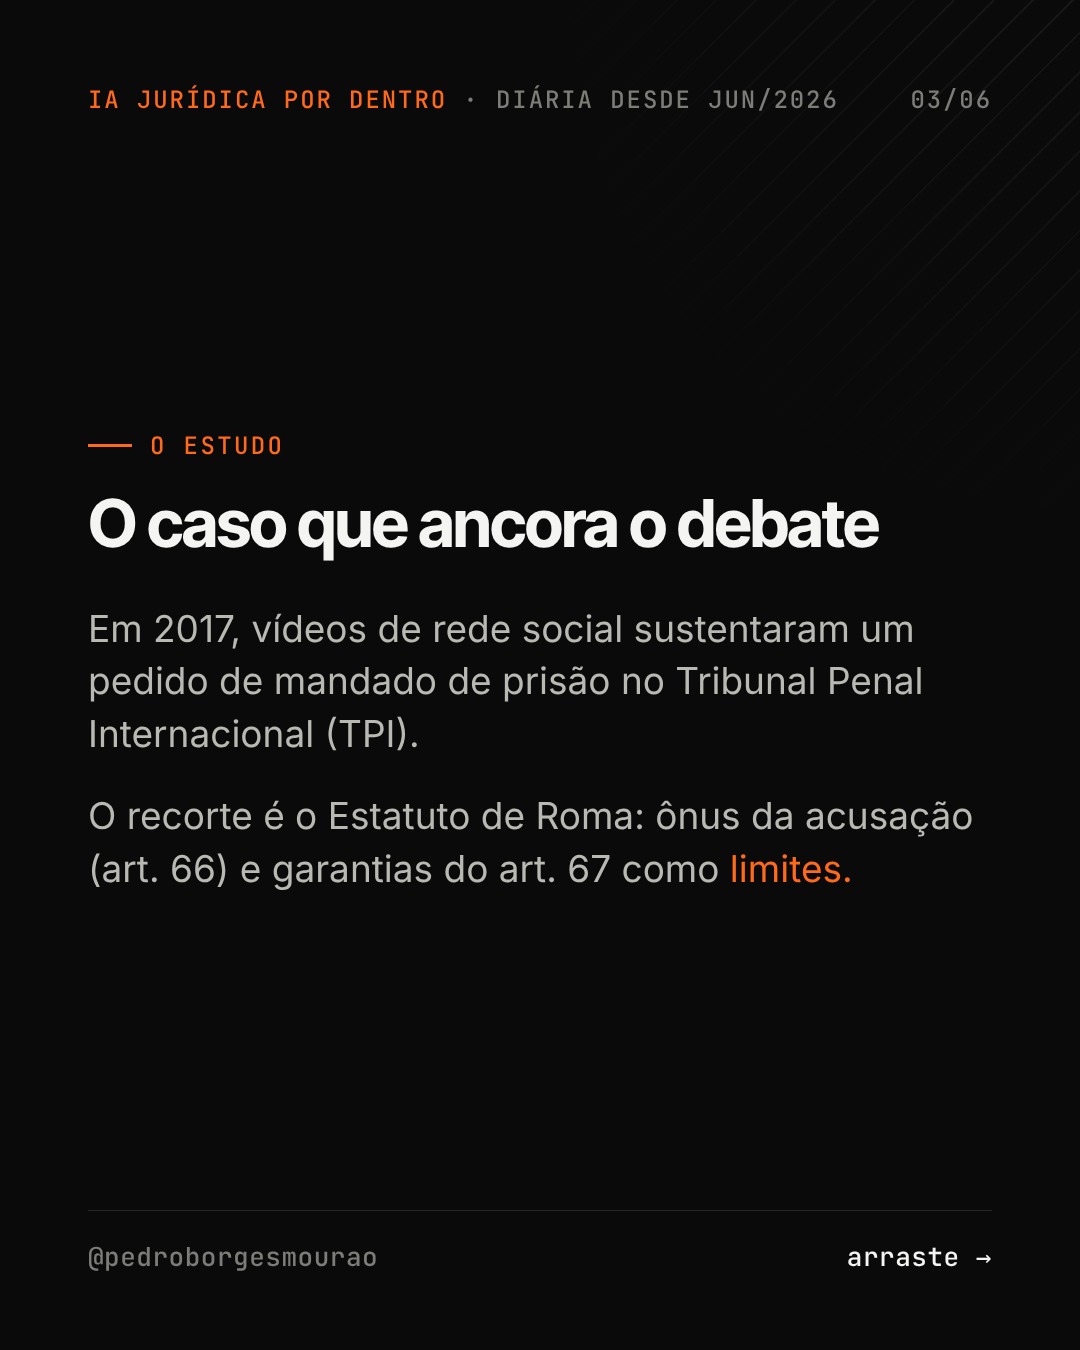 IA JURÍDICA POR DENTRO · DIÁRIA DESDE JUN/2026 03/06
O ESTUDO
O caso que ancora o debate
Em 2017, vídeos de rede social sustentaram um
pedido de mandado de prisão no Tribunal Penal
Internacional (TPI).
O recorte é o Estatuto de Roma: ônus da acusação
(art. 66) e garantias do art. 67 como limites.
@pedroborgesmourao arraste →